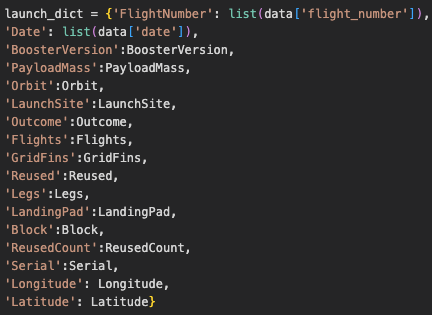 launch_dict = {'FlightNumber': list(data['flight_number']),
'Date': list(data['date']),
'BoosterVersion':BoosterVersion,
'PayloadMass':PayloadMass,
'Orbit':Orbit,
'LaunchSite':LaunchSite,
'Outcome':Outcome,
'Flights':Flights,
'GridFins':GridFins,
'Reused':Reused,
'Legs':Legs,
'LandingPad':LandingPad,
'Block':Block,
'ReusedCount':ReusedCount,
'Serial':Serial,
'Longitude': Longitude,
'Latitude': Latitude}